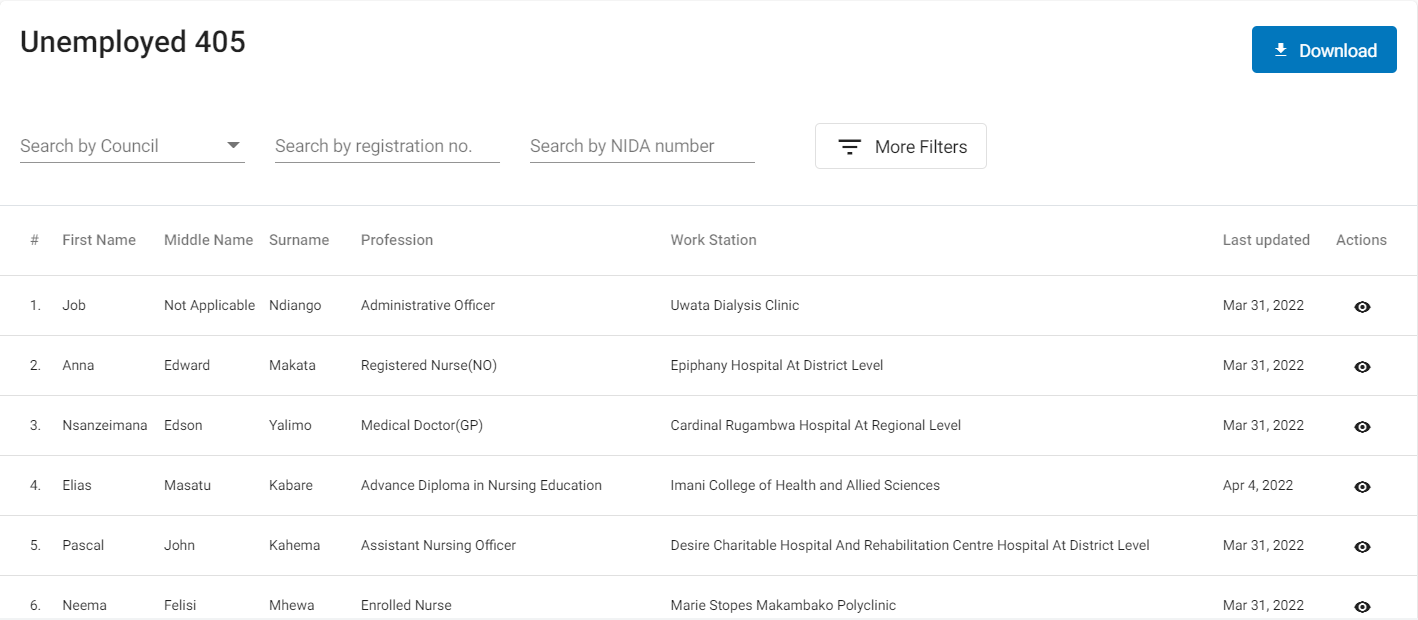 Unemployed 405
Download
Search by Council Search by registration no. Search by NIDA number More Filters
# First Name Middle Name Surname Profession Work Station Last updated Actions
1. Job Not Applicable Ndiango Administrative Officer Uwata Dialysis Clinic Mar 31, 2022
2. Anna Edward Makata Registered Nurse(NO) Epiphany Hospital At District Level Mar 31, 2022
3. Nsanzeimana Edson Yalimo Medical Doctor(GP) Cardinal Rugambwa Hospital At Regional Level Mar 31, 2022
4. Elias Masatu Kabare Advance Diploma in Nursing Education Imani College of Health and Allied Sciences Apr 4, 2022
5. Pascal John Kahema Assistant Nursing Officer Desire Charitable Hospital And Rehabilitation Centre Hospital At District Level Mar 31, 2022
6. Neema Felisi Mhewa Enrolled Nurse Marie Stopes Makambako Polyclinic Mar 31, 2022